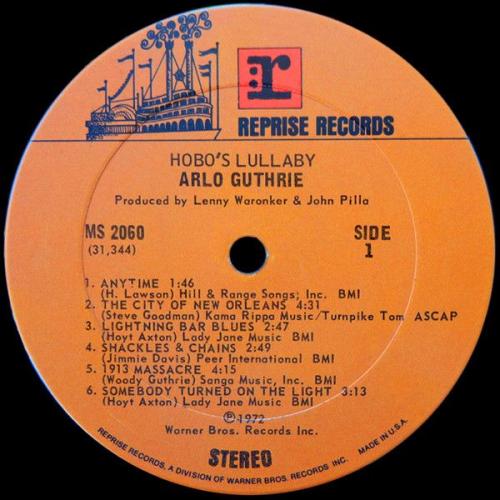 r
REPRISE RECORDS
HOBO'S LULLABY
ARLO GUTHRIE
Produced by Lenny Waronker & John Pilla
MS 2060
(31,344)
SIDE
1
1. ANYTIME 1:46
(H. Lawson) Hill & Range Songs, Inc. BMI
2. THE CITY OF NEW ORLEANS 4:31
(Steve Goodman) Kama Rippa Music/Turnpike Tom ASCAP
3. LIGHTNING BAR BLUES 2:47
(Hoyt Axton) Lady Jane Music BMI
4. SHACKLES & CHAINS 2:49
(Jimmie Davis) Peer International BMI
5. 1913 MASSACRE 4:15
(Woody Guthrie) Sanga Music, Inc. BMI
6. SOMEBODY TURNED ON THE LIGHT 3:13
(Hoyt Axton) Lady Jane Music BMI
℗1972
Warner Bros. Records Inc.
STEREO
REPRISE RECORDS, A DIVISION OF WARNER BROS. RECORDS INC. MADE IN U.S.A.